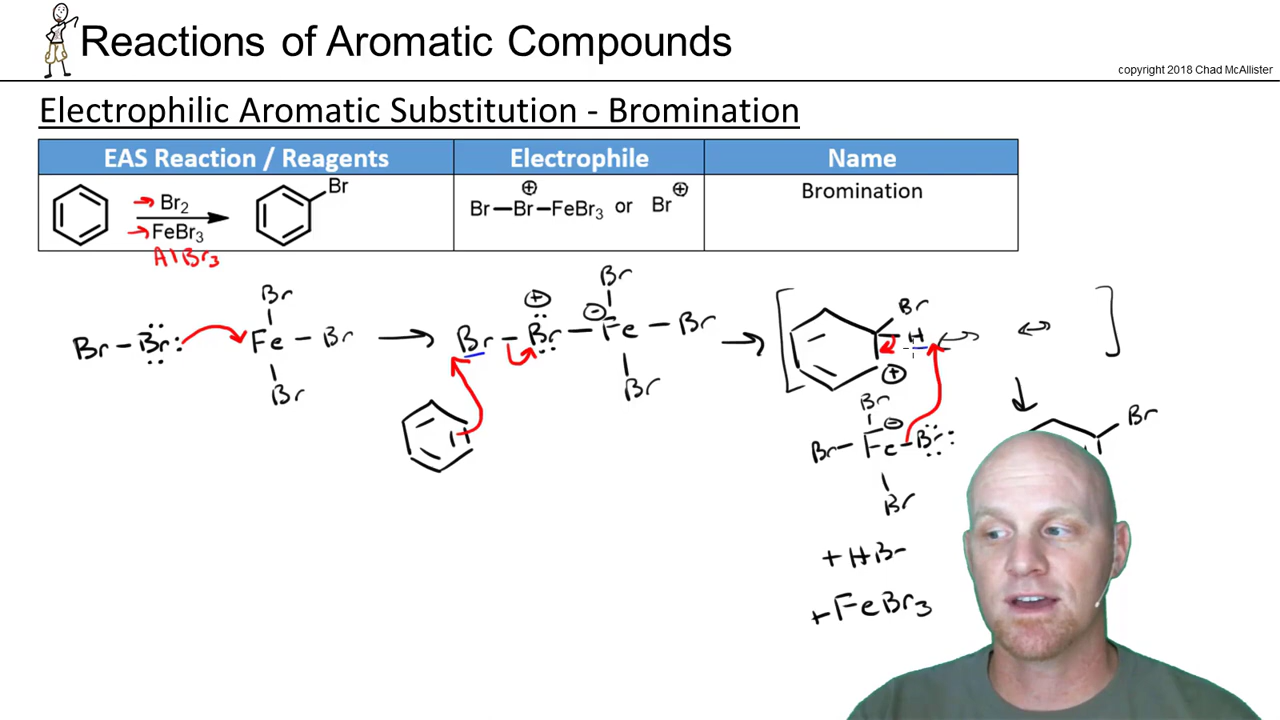 Reactions of Aromatic Compounds
copyright 2018 Chad McAllister
Electrophilic Aromatic Substitution - Bromination
EAS Reaction / Reagents Electrophile Name
Br2 Br Br—Br—FeBr3 or Br Bromination
⊕ ⊕
FeBr3
AlBr3
Br Br
Br—Br: Fe—Br Br—Br—Fe—Br Br H
⊕ ⊖ ⊕
Br Br
Br Br
Br—Fe—Br:
⊖
Br
+ HBr
+ FeBr3